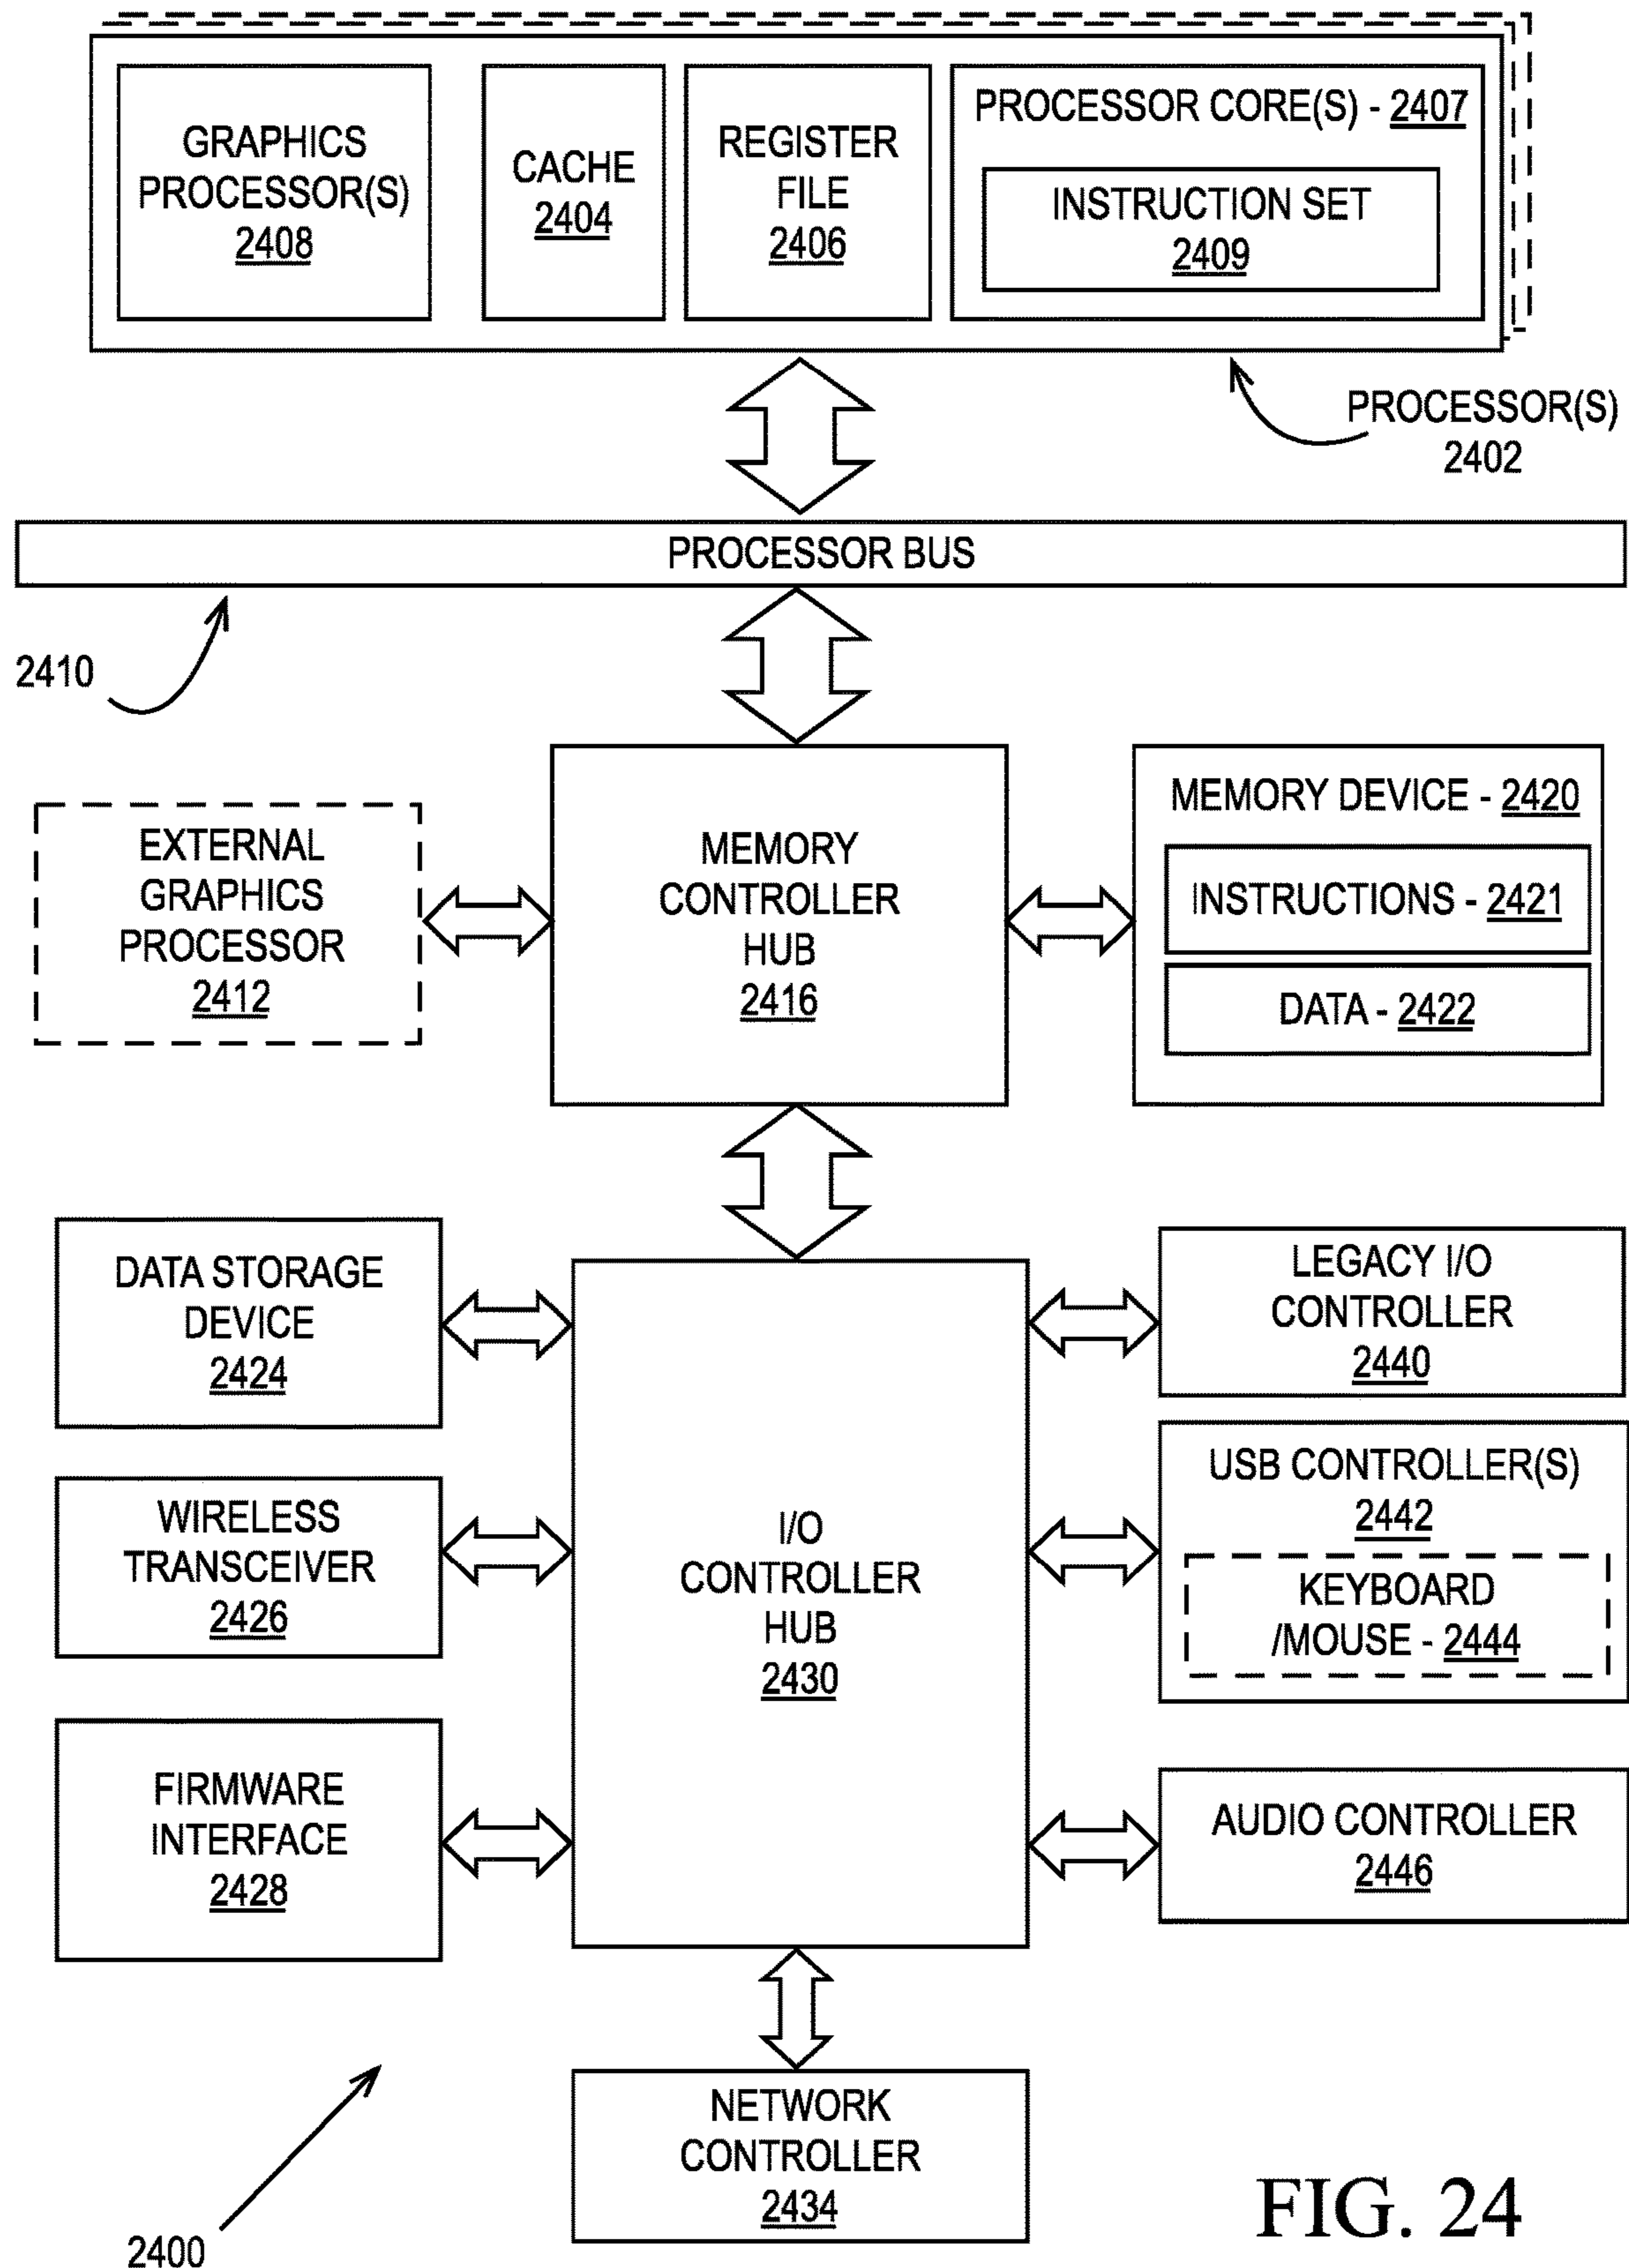 GRAPHICS
PROCESSOR(S)
2408
CACHE
2404
REGISTER
FILE
2406
PROCESSOR CORE(S) - 2407
INSTRUCTION SET
2409
PROCESSOR(S)
2402
PROCESSOR BUS
2410
EXTERNAL
GRAPHICS
PROCESSOR
2412
MEMORY
CONTROLLER
HUB
2416
MEMORY DEVICE - 2420
INSTRUCTIONS - 2421
DATA - 2422
DATA STORAGE
DEVICE
2424
WIRELESS
TRANSCEIVER
2426
FIRMWARE
INTERFACE
2428
I/O
CONTROLLER
HUB
2430
LEGACY I/O
CONTROLLER
2440
USB CONTROLLER(S)
2442
KEYBOARD
/MOUSE - 2444
AUDIO CONTROLLER
2446
NETWORK
CONTROLLER
2434
2400
FIG. 24